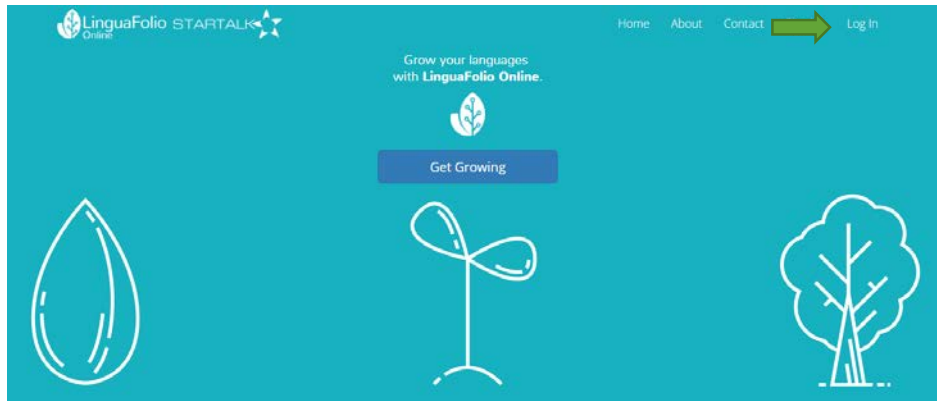 LinguaFolio STARTALK
Online
Home About Contact Log In
Grow your languages
with LinguaFolio Online.
Get Growing